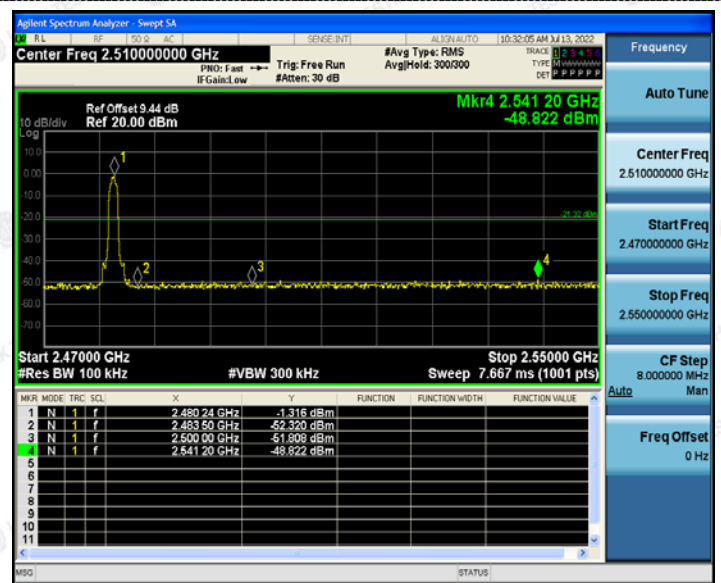 Agilent Spectrum Analyzer - Swept SA
RL RF 50 Ω AC SENSE:INT ALIGN AUTO 10:32:05 AM Jul 13, 2022
Center Freq 2.510000000 GHz
PNO: Fast
IFGain:Low
Trig: Free Run
#Atten: 30 dB
#Avg Type: RMS
Avg|Hold: 300/300
TRACE 1 2 3 4 5 6
TYPE M W W W W W
DET P P P P P P
Frequency
Auto Tune
Center Freq
2.510000000 GHz
Start Freq
2.470000000 GHz
Stop Freq
2.550000000 GHz
CF Step
8.000000 MHz
Auto Man
Freq Offset
0 Hz
Mkr4 2.541 20 GHz
-48.822 dBm
Ref Offset 9.44 dB
Ref 20.00 dBm
10 dB/div
Log
10.0
0.00
-10.0
-20.0
-30.0
-40.0
-50.0
-60.0
-70.0
1
2
3
4
-21.32 dBm
Start 2.47000 GHz Stop 2.55000 GHz
#Res BW 100 kHz #VBW 300 kHz Sweep 7.667 ms (1001 pts)
MKR MODE TRC SCL X Y FUNCTION FUNCTION WIDTH FUNCTION VALUE
1 N 1 f 2.480 24 GHz -1.316 dBm
2 N 1 f 2.483 50 GHz -52.320 dBm
3 N 1 f 2.500 00 GHz -51.808 dBm
4 N 1 f 2.541 20 GHz -48.822 dBm
5
6
7
8
9
10
11
MSG STATUS